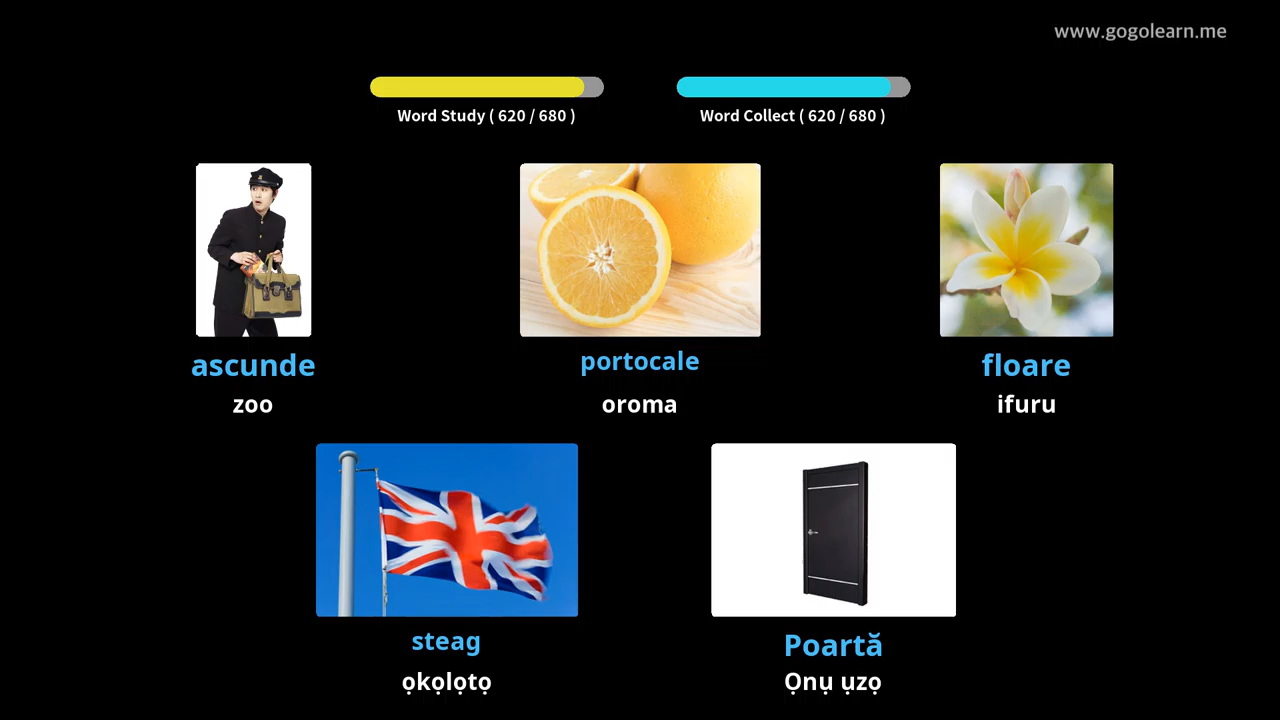 www.gogolearn.me
Word Study ( 620 / 680 )
Word Collect ( 620 / 680 )
ascunde
portocale
floare
zoo
oroma
ifuru
steag
Poartă
ọkọlọtọ
Ọnụ ụzọ